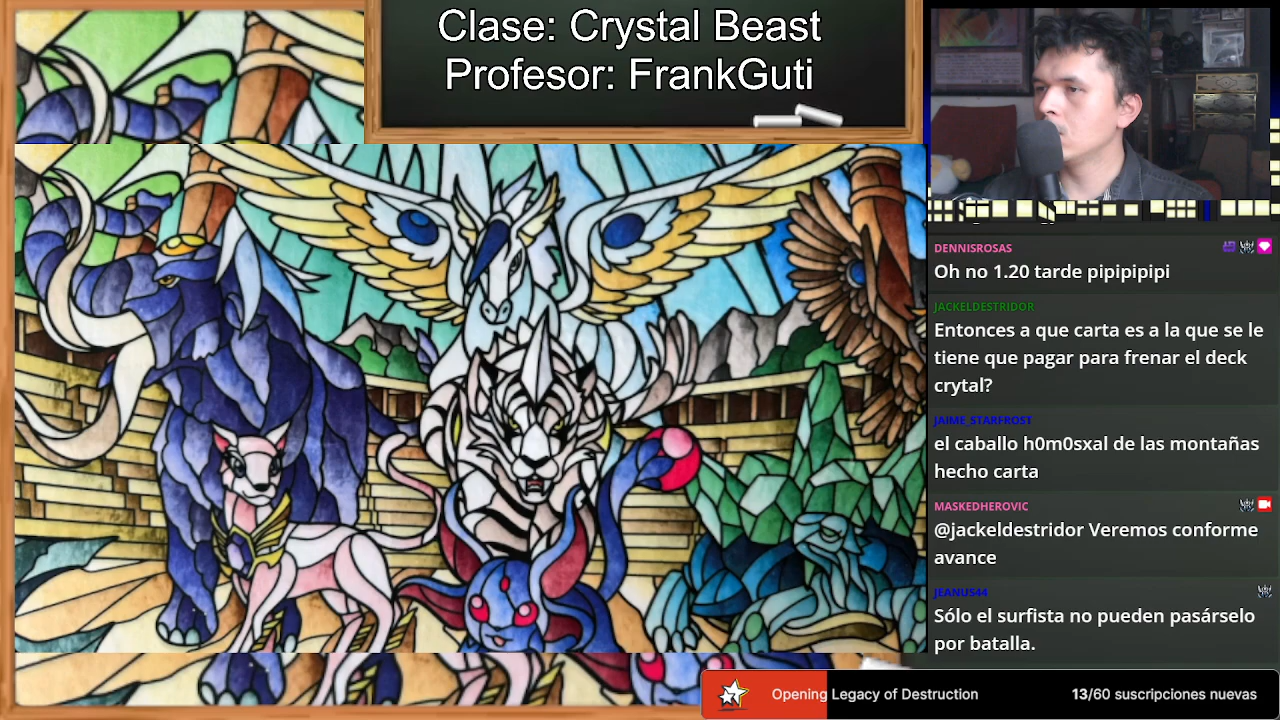 Clase: Crystal Beast
Profesor: FrankGuti
DENNISROSAS
Oh no 1.20 tarde pipipipipi
JACKELDESTRIDOR
Entonces a que carta es a la que se le
tiene que pagar para frenar el deck
crytal?
JAIME_STARFROST
el caballo h0m0sxal de las montañas
hecho carta
MASKEDHEROVIC
@jackeldestridor Veremos conforme
avance
JEANUS44
Sólo el surfista no pueden pasárselo
por batalla.
Opening Legacy of Destruction
13/60 suscripciones nuevas